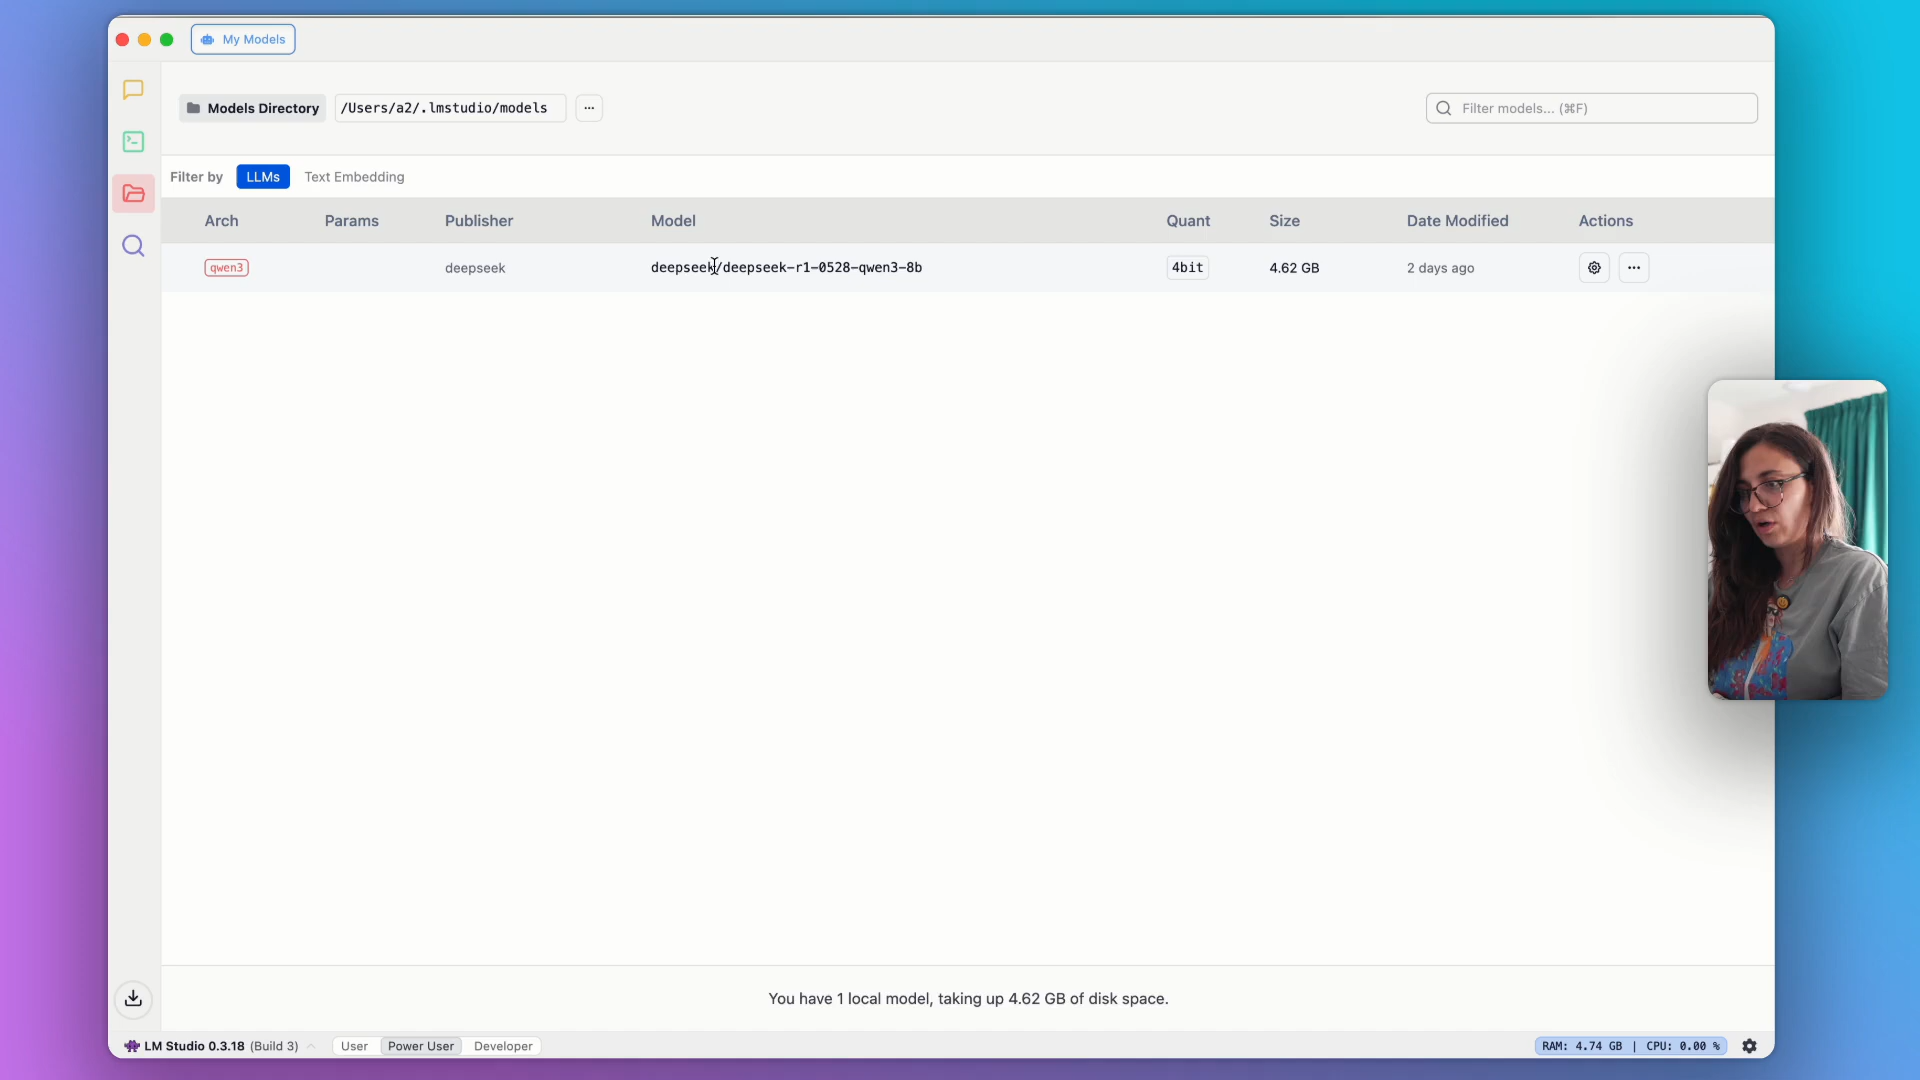 My Models
Models Directory /Users/a2/.lmstudio/models ...
Filter models... (⌘F)
Filter by LLMs Text Embedding
Arch Params Publisher Model Quant Size Date Modified Actions
qwen3 deepseek deepseek/deepseek-r1-0528-qwen3-8b 4bit 4.62 GB 2 days ago ...
You have 1 local model, taking up 4.62 GB of disk space.
LM Studio 0.3.18 (Build 3) User Power User Developer RAM: 4.74 GB | CPU: 0.00 %